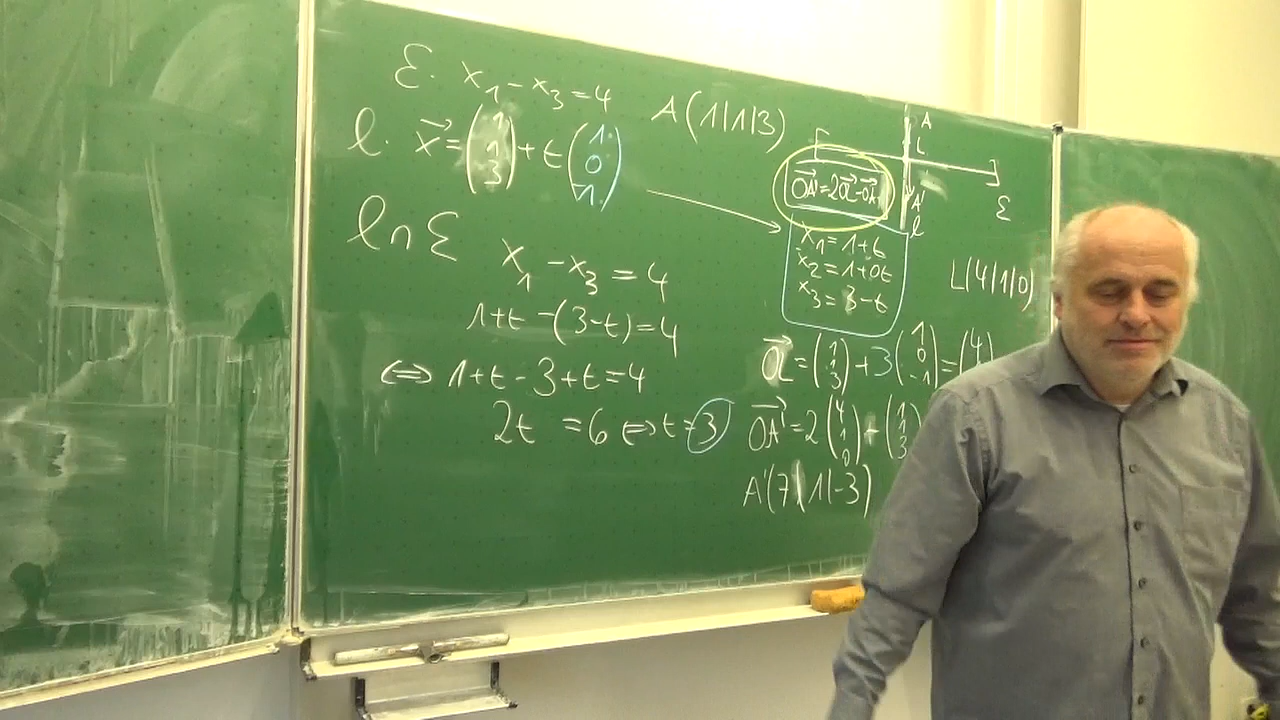 E: x₁ - x₃ = 4
A(1|1|3)
l: x⃗ = (1 1 3) + t (1 0 -1)
A
L
A'
l
E
OA⃗' = 2OL⃗ - OA⃗
x₁ = 1+t
x₂ = 1+0t
x₃ = 3-t
L(4|1|0)
l ∩ E
x₁ - x₃ = 4
1+t - (3-t) = 4
⇔ 1+t - 3+t = 4
2t = 6 ⇔ t = 3
OL⃗ = (1 1 3) + 3 (1 0 -1) = (4
OA⃗' = 2 (4 1 0) - (1 1 3)
A'(7|1|-3)